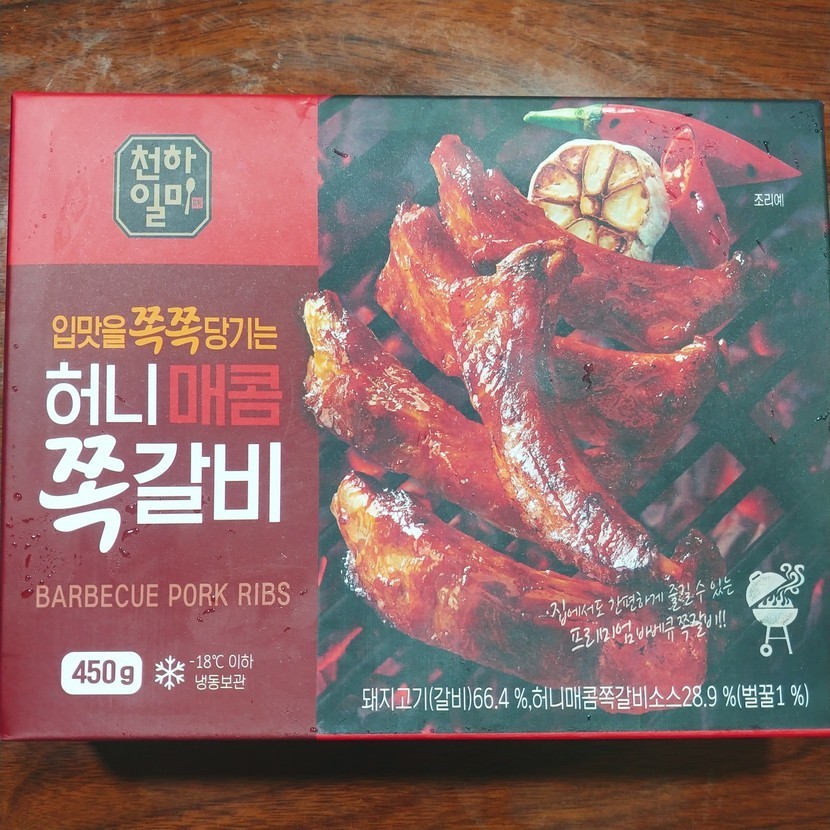 천하
일미
조리예
입맛을 쪽쪽 당기는
허니 매콤
쪽갈비
BARBECUE PORK RIBS
450g
-18℃ 이하
냉동보관
집에서도 간편하게 즐길 수 있는
프리미엄 바베큐 쪽갈비!!
돼지고기(갈비)66.4 %,허니매콤쪽갈비소스28.9 %(벌꿀1 %)